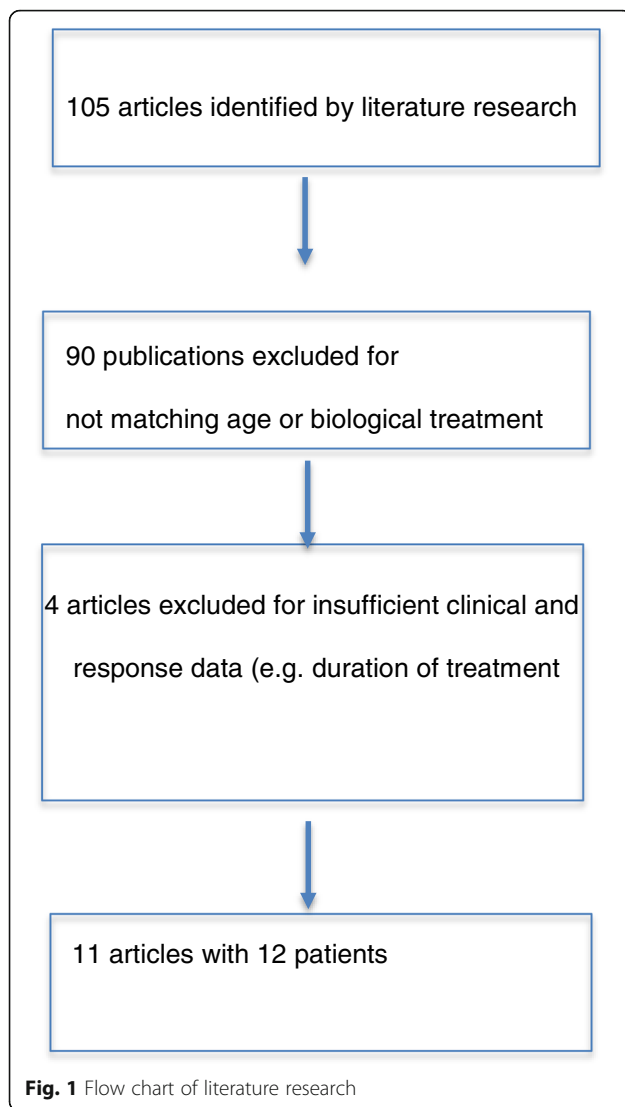 105 articles identified by literature research
90 publications excluded for
not matching age or biological treatment
4 articles excluded for insufficient clinical and
response data (e.g. duration of treatment
11 articles with 12 patients
Fig. 1 Flow chart of literature research